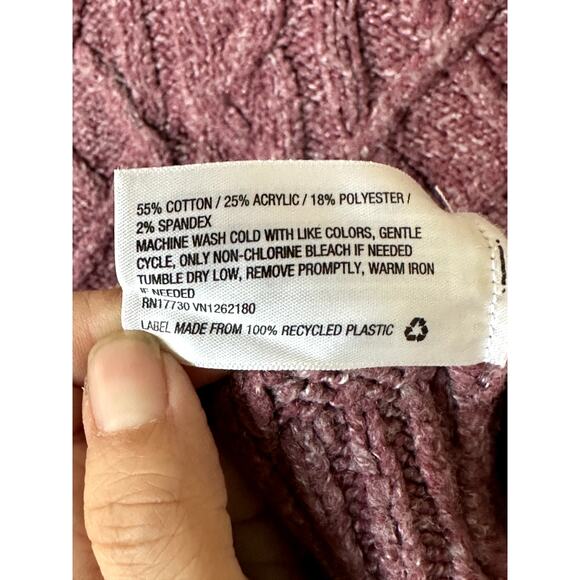 55% COTTON / 25% ACRYLIC / 18% POLYESTER /
2% SPANDEX
MACHINE WASH COLD WITH LIKE COLORS, GENTLE
CYCLE, ONLY NON-CHLORINE BLEACH IF NEEDED
TUMBLE DRY LOW, REMOVE PROMPTLY, WARM IRON
IF NEEDED
RN17730 VN1262180
LABEL MADE FROM 100% RECYCLED PLASTIC